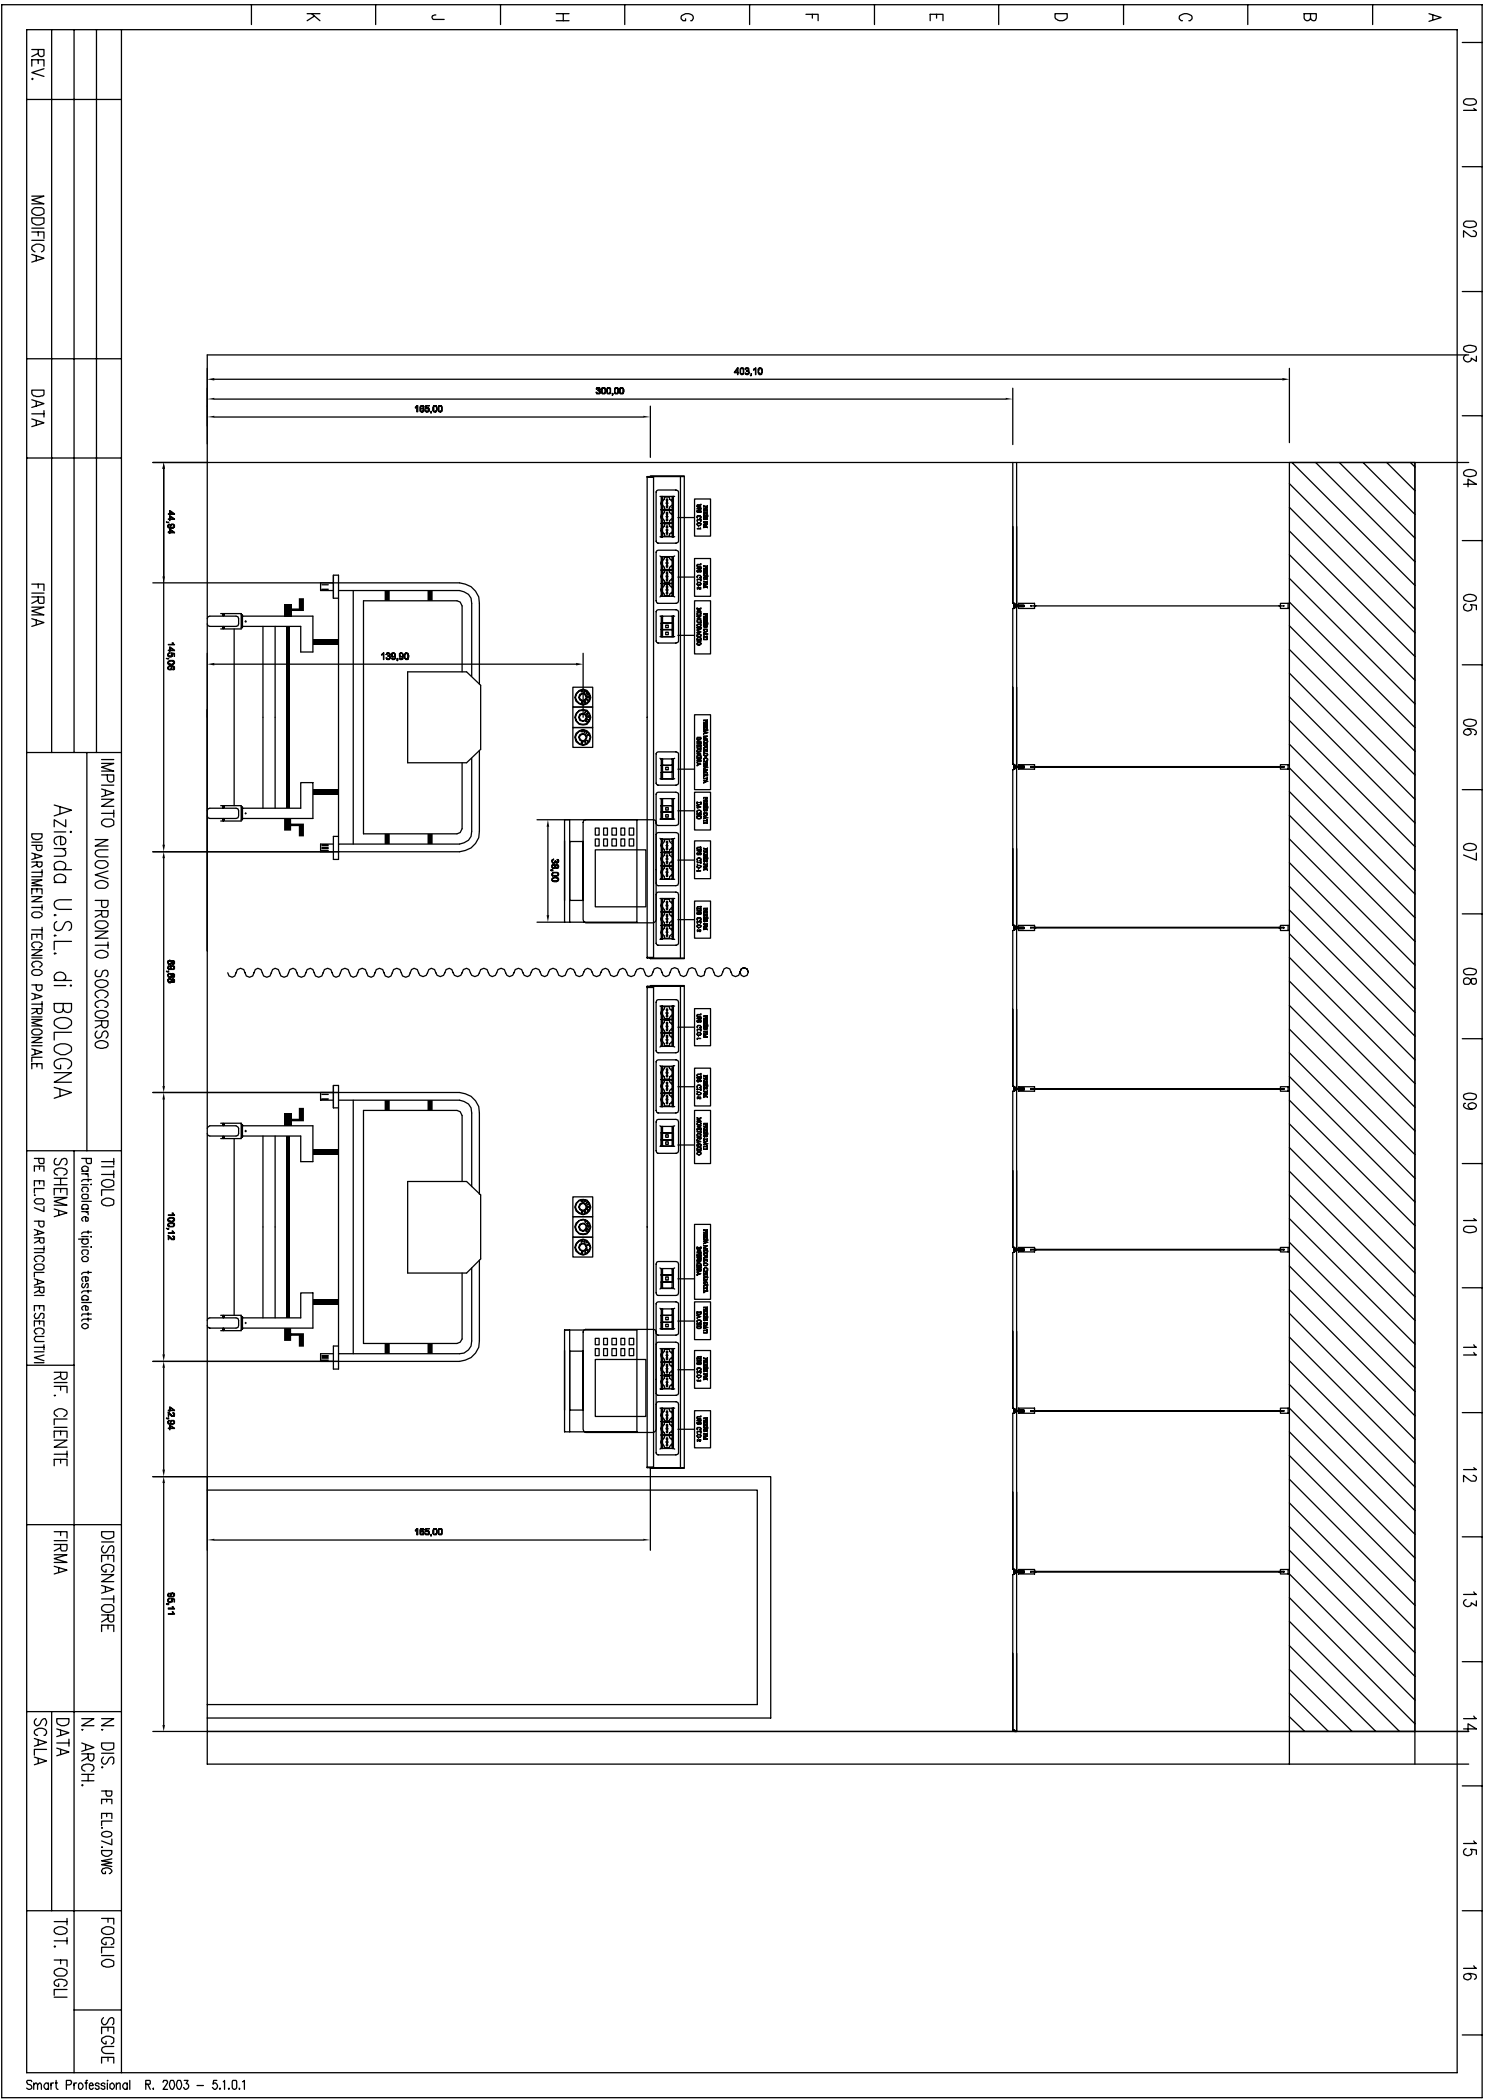 A
B
C
D
E
F
G
H
J
K
01
02
03
04
05
06
07
08
09
10
11
12
13
14
15
16
403,10
300,00
165,00
139,90
38,00
165,00
44,94
145,06
100,12
42,94
95,11
REV.
MODIFICA
DATA
FIRMA
IMPIANTO NUOVO PRONTO SOCCORSO
Azienda U.S.L. di BOLOGNA
DIPARTIMENTO TECNICO PATRIMONIALE
TITOLO
Particolare tipico testaletto
SCHEMA
PE EL.07 PARTICOLARI ESECUTIVI
RIF. CLIENTE
DISEGNATORE
FIRMA
N. DIS. PE EL.07.DWG
N. ARCH.
DATA
SCALA
FOGLIO
SEGUE
TOT. FOGLI
Smart Professional R. 2003 - 5.1.0.1